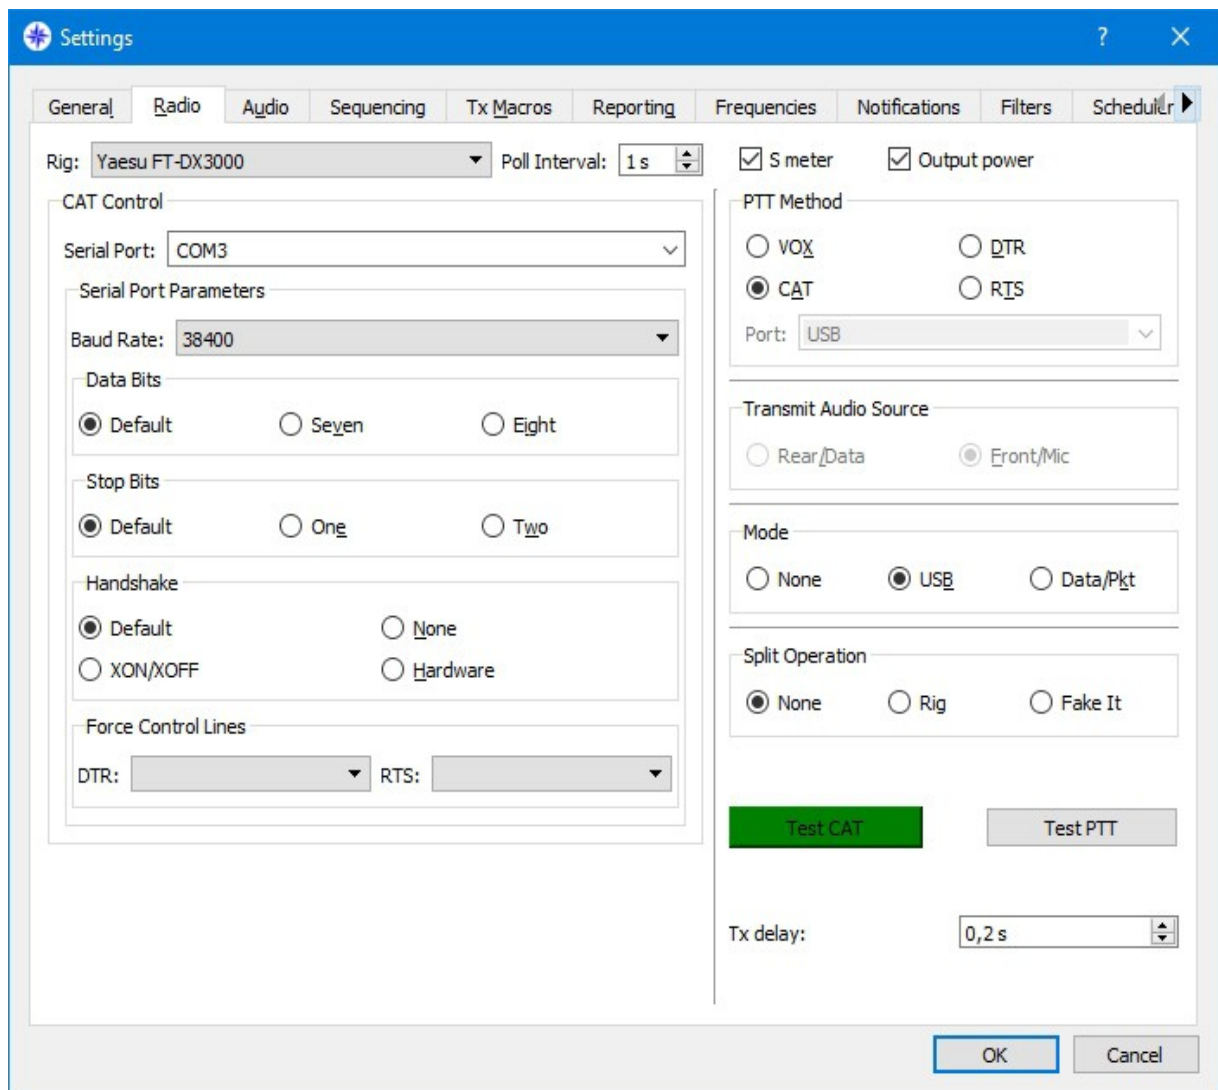 Settings
General Radio Audio Sequencing Tx Macros Reporting Frequencies Notifications Filters
Rig: Yaesu FT-DX3000 Poll Interval: 1 s S meter Output power
CAT Control
Serial Port: COM3
Serial Port Parameters
Baud Rate: 38400
Data Bits
Default Seven Eight
Stop Bits
Default One Two
Handshake
Default None
XON/XOFF Hardware
Force Control Lines
DTR: RTS:
PTT Method
VOX DTR
CAT RTS
Port: USB
Transmit Audio Source
Rear/Data Front/Mic
Mode
None USB Data/Pkt
Split Operation
None Rig Fake It
Test CAT Test PTT
Tx delay: 0,2 s
OK Cancel